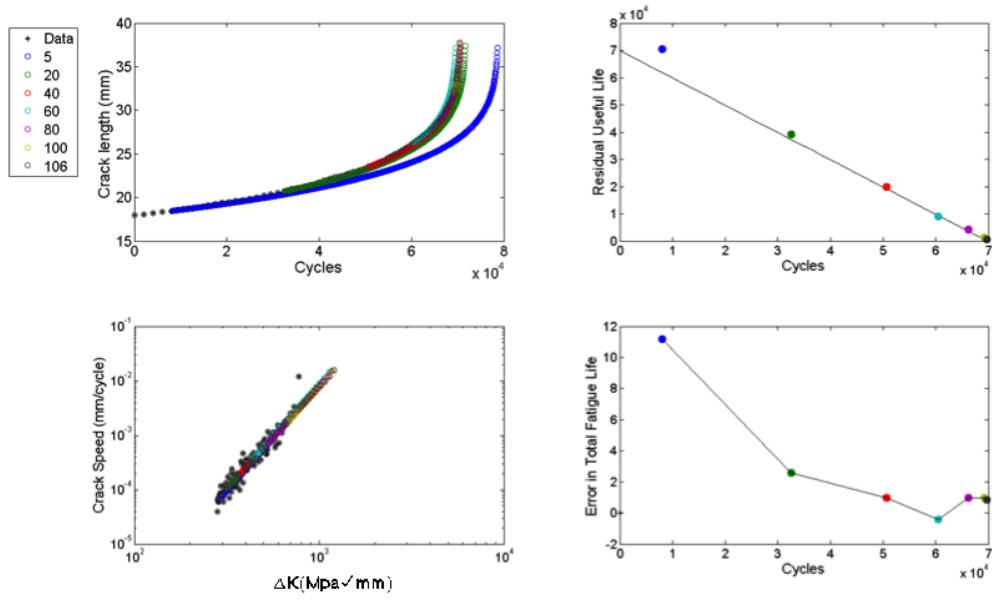 Data
5
20
40
60
80
100
106
40
35
30
25
20
15
Crack length (mm)
0 2 4 6 8
Cycles
x 10^4
8 x 10^4
7
6
5
4
3
2
1
0
Residual Useful Life
0 1 2 3 4 5 6 7
Cycles
x 10^4
10^-1
10^-2
10^-3
10^-4
10^-5
Crack Speed (mm/cycle)
10^2 10^3 10^4
ΔK(Mpa√mm)
12
10
8
6
4
2
0
-2
Error in Total Fatigue Life
0 1 2 3 4 5 6 7
Cycles
x 10^4